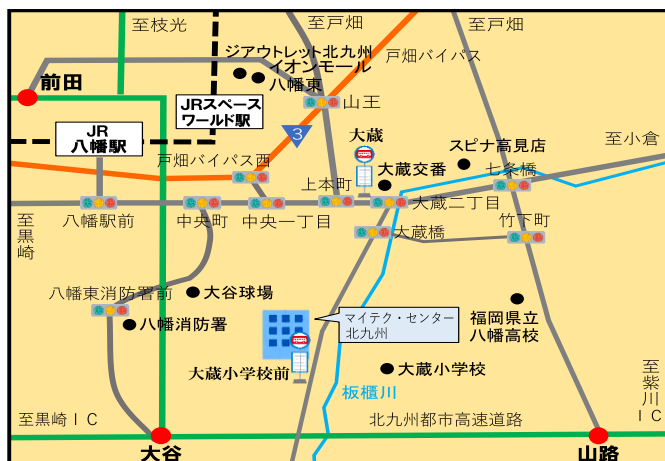 至枝光
至戸畑
至戸畑
ジアウトレット北九州
イオンモール
八幡東
戸畑バイパス
前田
JRスペース
ワールド駅
山王
3
JR
八幡駅
大蔵
スピナ高見店
至小倉
戸畑バイパス西
大蔵交番
七条橋
上本町
至黒崎
八幡駅前
中央町
中央一丁目
大蔵二丁目
竹下町
大蔵橋
八幡東消防署前
大谷球場
八幡消防署
マイテク・センター
北九州
福岡県立
八幡高校
大蔵小学校前
大蔵小学校
板櫃川
至紫川IC
至黒崎IC
北九州都市高速道路
大谷
山路